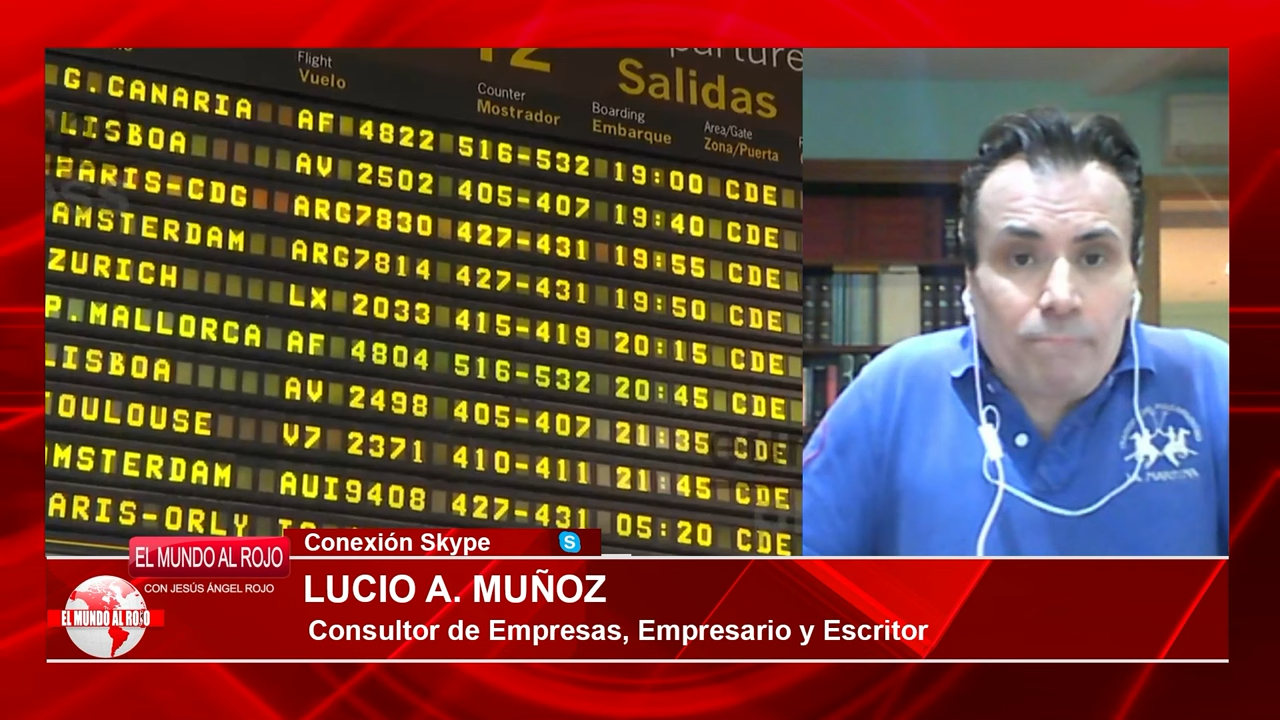 12
Salidas
Flight
Vuelo
Counter
Mostrador
Boarding
Embarque
Area/Gate
Zona/Puerta
G.CANARIA AF 4822 516-532 19:00 CDE
LISBOA AV 2502 405-407 19:40 CDE
PARIS-CDG ARG7830 427-431 19:55 CDE
AMSTERDAM ARG7814 427-431 19:50 CDE
ZURICH LX 2033 415-419 20:15 CDE
P.MALLORCA AF 4804 516-532 20:45 CDE
LISBOA AV 2498 405-407 21:35 CDE
TOULOUSE V7 2371 410-411 21:45 CDE
AMSTERDAM AUI9408 427-431 05:20 CDE
ARIS-ORLY
LA MARTINA
Conexión Skype
EL MUNDO AL ROJO
CON JESÚS ÁNGEL ROJO
EL MUNDO AL ROJO
LUCIO A. MUÑOZ
Consultor de Empresas, Empresario y Escritor